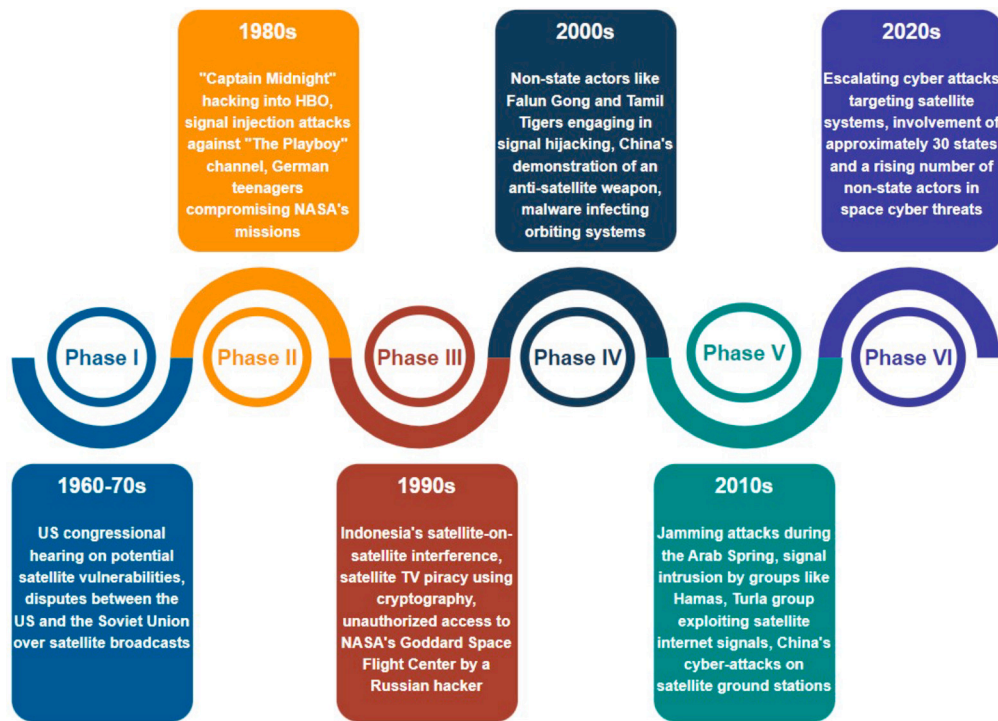 1980s
"Captain Midnight"
hacking into HBO,
signal injection attacks
against "The Playboy"
channel, German
teenagers
compromising NASA's
missions
2000s
Non-state actors like
Falun Gong and Tamil
Tigers engaging in
signal hijacking, China's
demonstration of an
anti-satellite weapon,
malware infecting
orbiting systems
2020s
Escalating cyber attacks
targeting satellite
systems, involvement of
approximately 30 states
and a rising number of
non-state actors in
space cyber threats
Phase I
Phase II
Phase III
Phase IV
Phase V
Phase VI
1960-70s
US congressional
hearing on potential
satellite vulnerabilities,
disputes between the
US and the Soviet Union
over satellite broadcasts
1990s
Indonesia's satellite-on-
satellite interference,
satellite TV piracy using
cryptography,
unauthorized access to
NASA's Goddard Space
Flight Center by a
Russian hacker
2010s
Jamming attacks during
the Arab Spring, signal
intrusion by groups like
Hamas, Turla group
exploiting satellite
internet signals, China's
cyber-attacks on
satellite ground stations